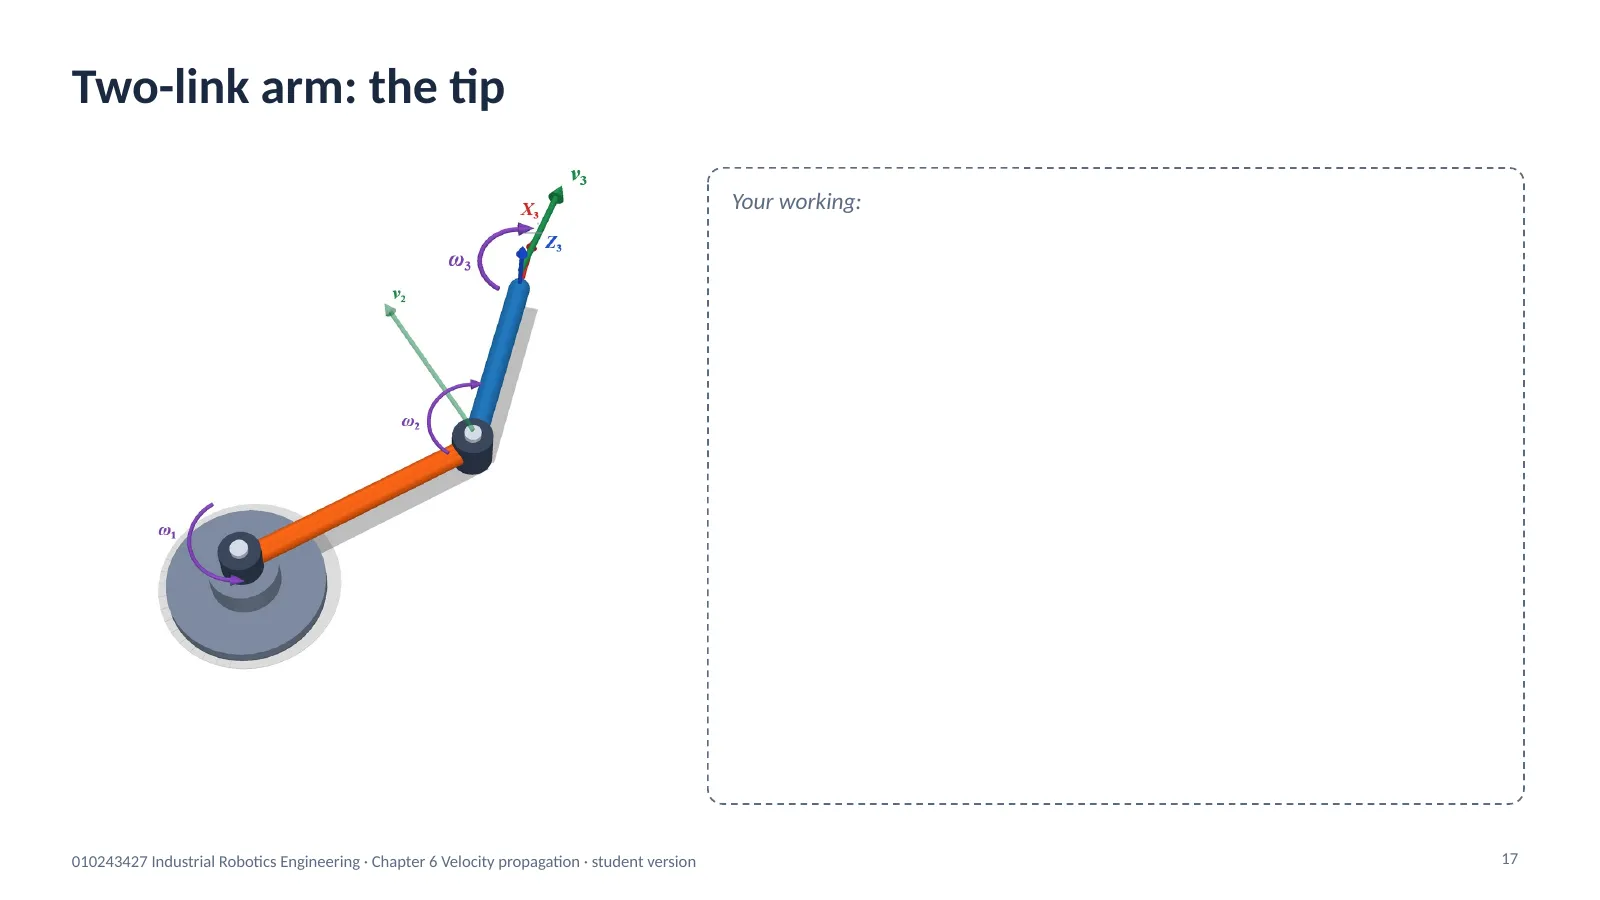 Two-link arm: the tip
v₃
X₃
Z₃
ω₃
v₂
ω₂
ω₁
Your working:
010243427 Industrial Robotics Engineering · Chapter 6 Velocity propagation · student version
17